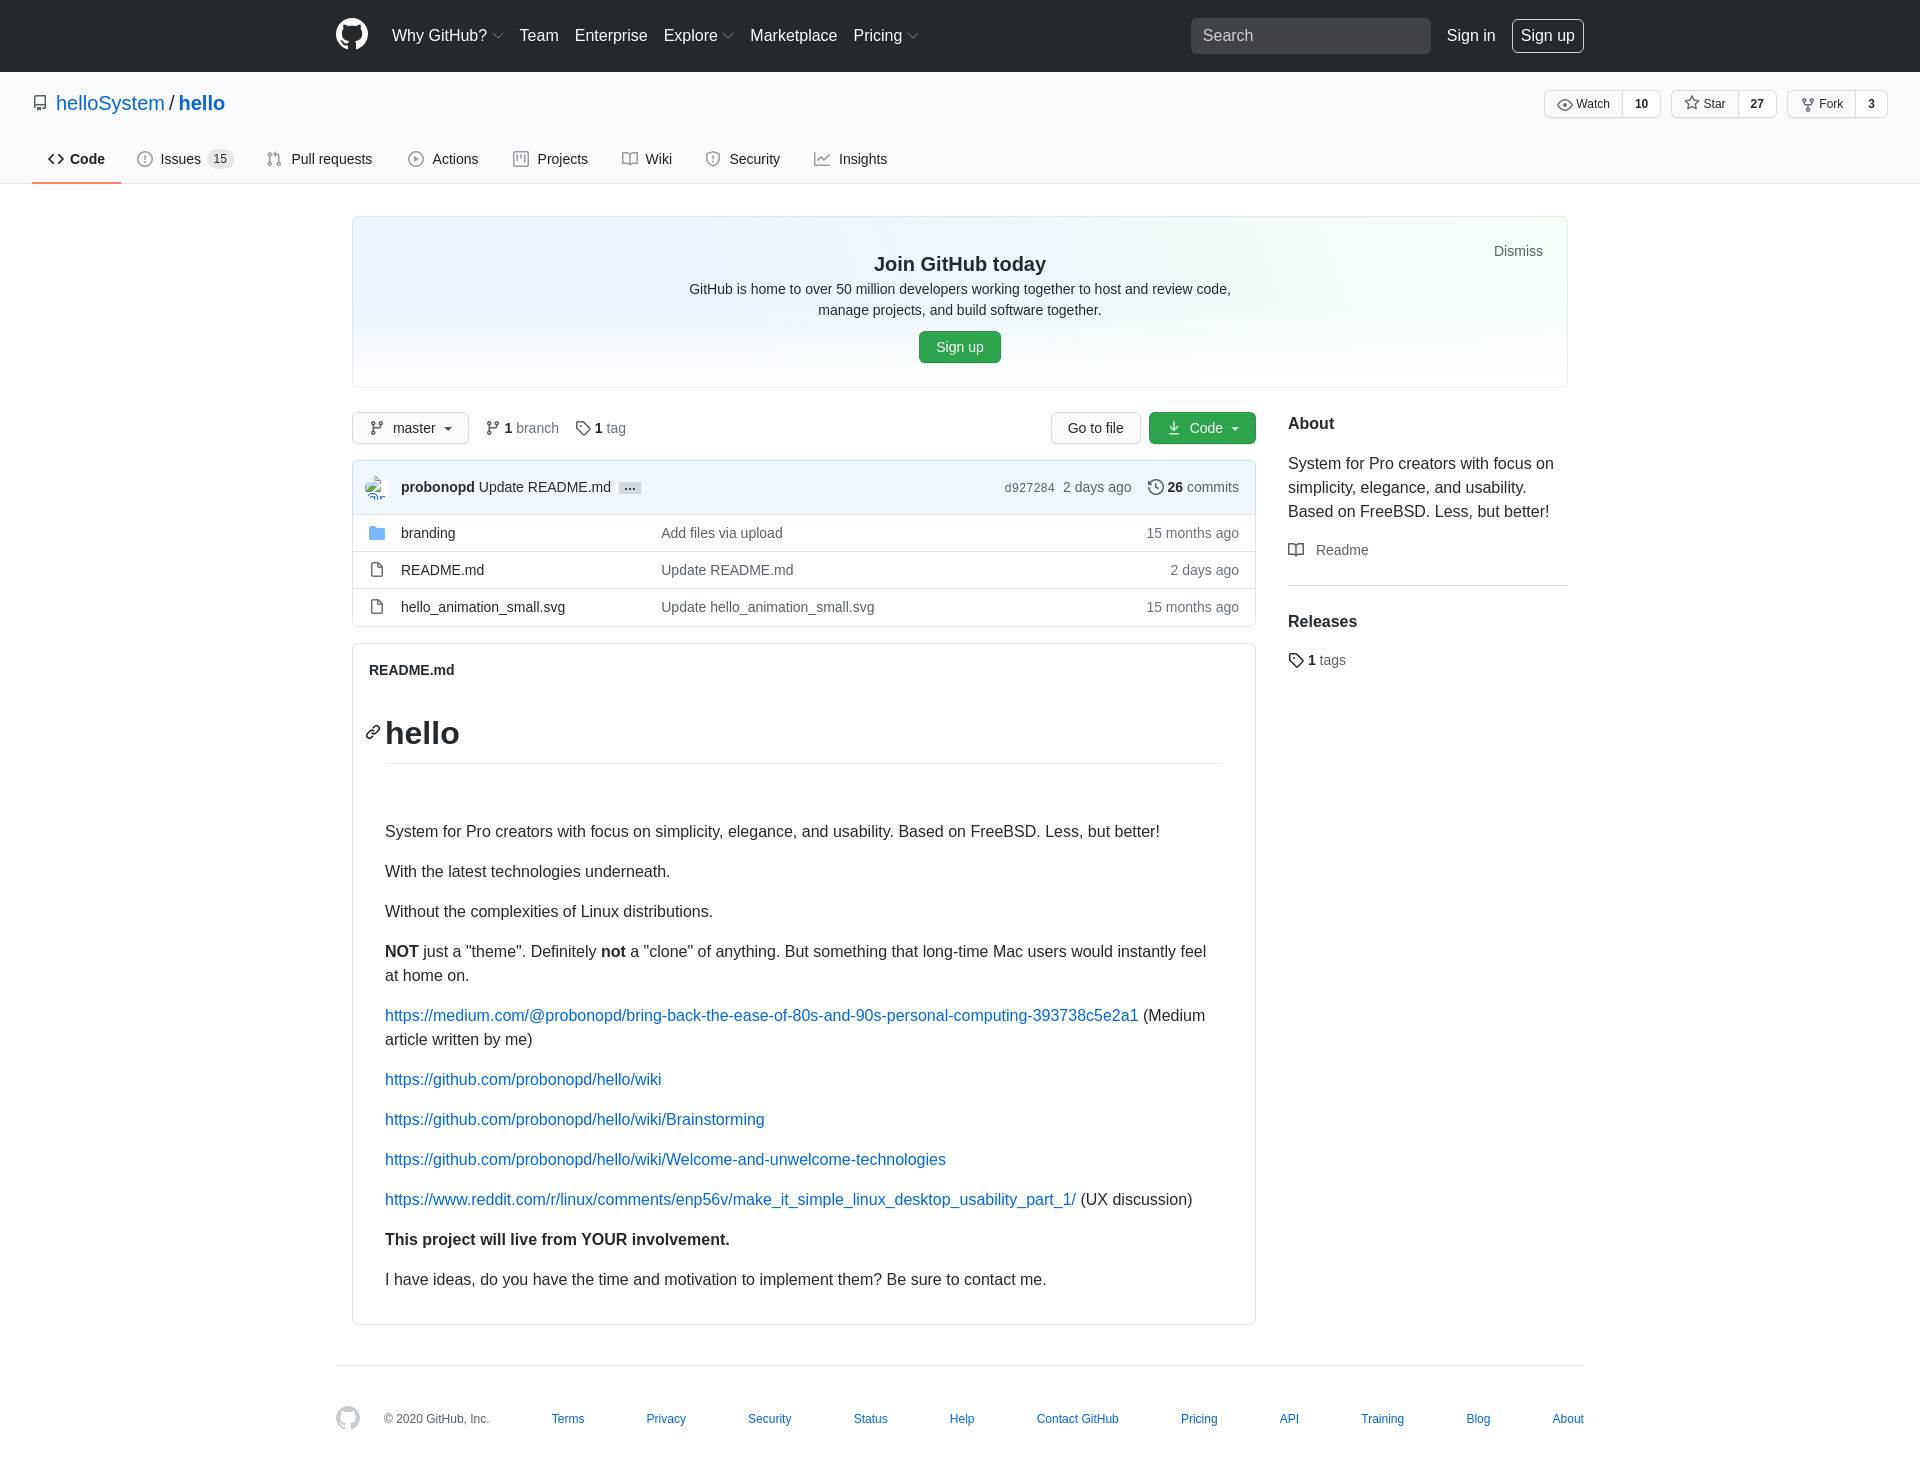 Why GitHub? Team Enterprise Explore Marketplace Pricing Search Sign in Sign up
helloSystem / hello Watch 10 Star 27 Fork 3
Code Issues 15 Pull requests Actions Projects Wiki Security Insights
Dismiss
Join GitHub today
GitHub is home to over 50 million developers working together to host and review code,
manage projects, and build software together.
Sign up
master 1 branch 1 tag Go to file Code
probonopd Update README.md ... d927284 2 days ago 26 commits
branding Add files via upload 15 months ago
README.md Update README.md 2 days ago
hello_animation_small.svg Update hello_animation_small.svg 15 months ago
About
System for Pro creators with focus on
simplicity, elegance, and usability.
Based on FreeBSD. Less, but better!
Readme
Releases
1 tags
README.md
hello
System for Pro creators with focus on simplicity, elegance, and usability. Based on FreeBSD. Less, but better!
With the latest technologies underneath.
Without the complexities of Linux distributions.
NOT just a "theme". Definitely not a "clone" of anything. But something that long-time Mac users would instantly feel
at home on.
https://medium.com/@probonopd/bring-back-the-ease-of-80s-and-90s-personal-computing-393738c5e2a1 (Medium
article written by me)
https://github.com/probonopd/hello/wiki
https://github.com/probonopd/hello/wiki/Brainstorming
https://github.com/probonopd/hello/wiki/Welcome-and-unwelcome-technologies
https://www.reddit.com/r/linux/comments/enp56v/make_it_simple_linux_desktop_usability_part_1/ (UX discussion)
This project will live from YOUR involvement.
I have ideas, do you have the time and motivation to implement them? Be sure to contact me.
© 2020 GitHub, Inc. Terms Privacy Security Status Help Contact GitHub Pricing API Training Blog About